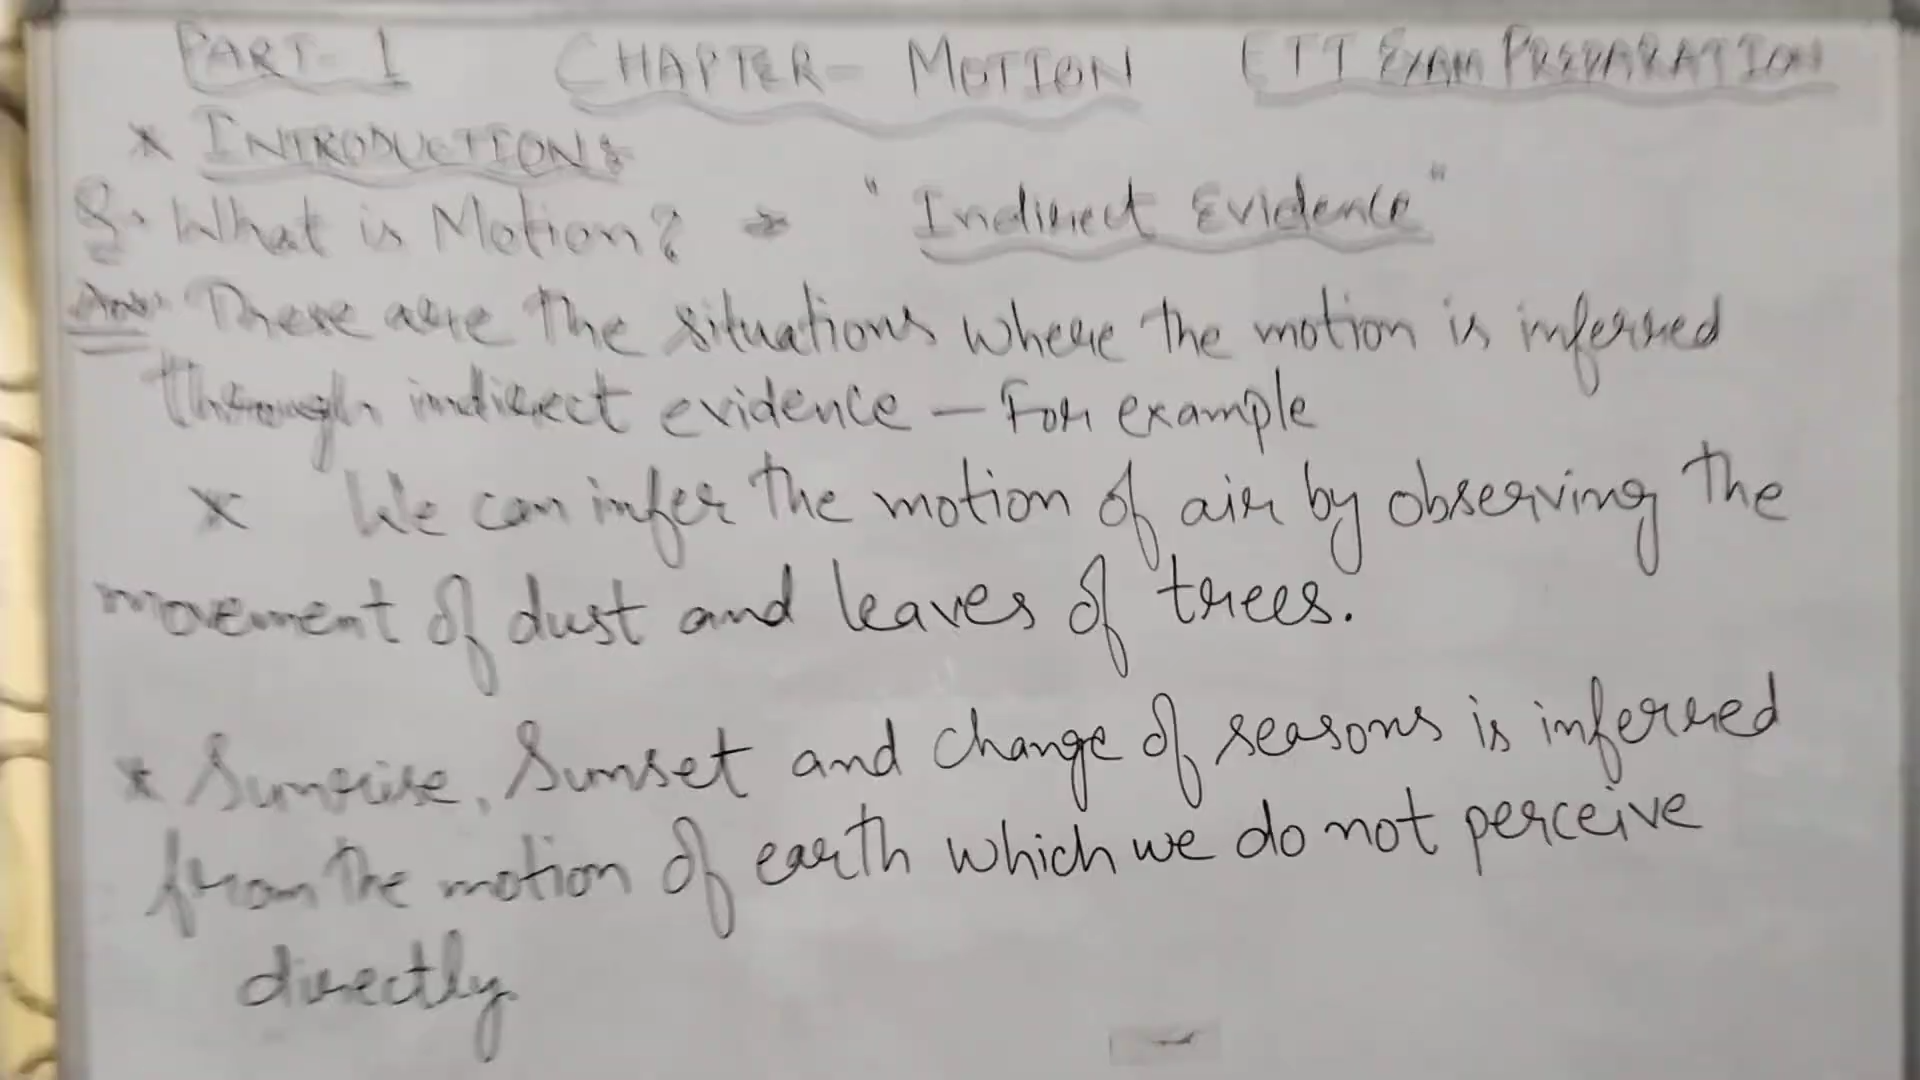 PART-1 CHAPTER- MOTION ETT EXAM PREPARATION
* INTRODUCTION:
Q. What is Motion? → "Indirect Evidence"
Ans. There are the situations where the motion is inferred
through indirect evidence - For example
* We can infer the motion of air by observing the
movement of dust and leaves of trees.
* Sunrise, Sunset and change of seasons is inferred
from the motion of earth which we do not perceive
directly.